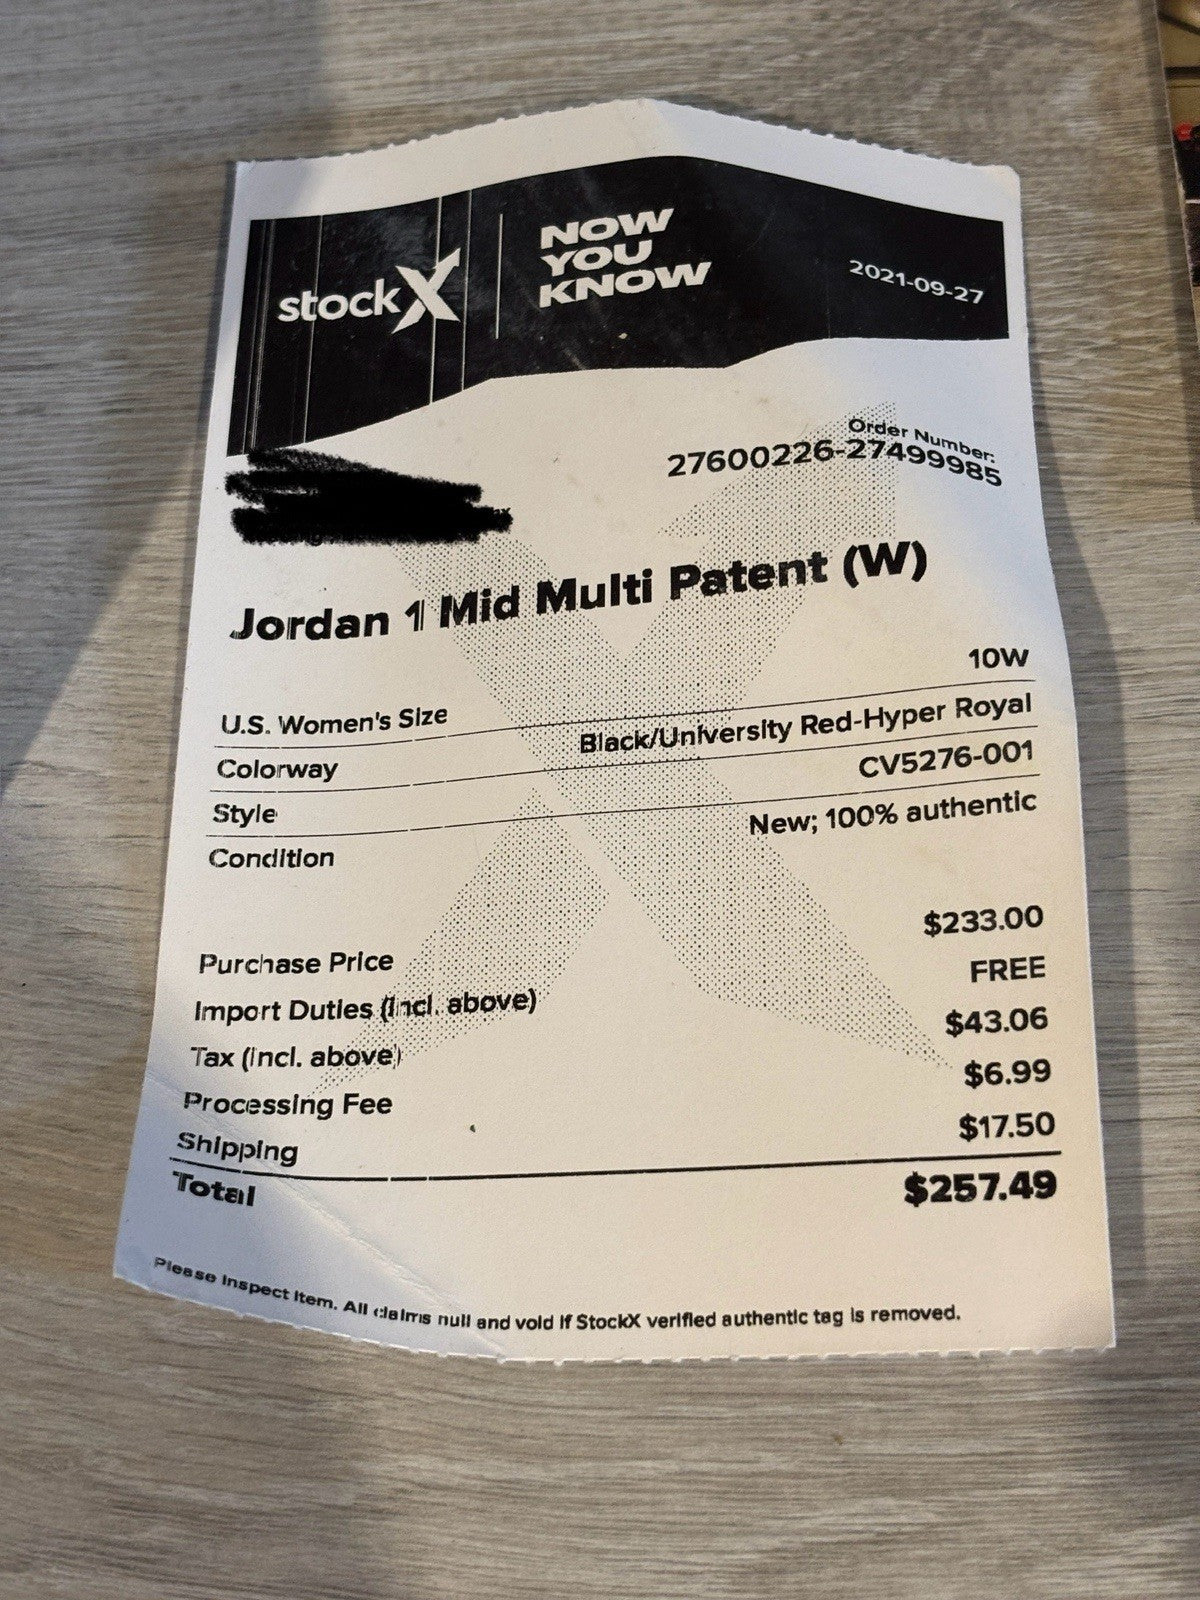 stockX
NOW
YOU
KNOW
2021-09-27
Order Number:
27600226-27499985
Jordan 1 Mid Multi Patent (W)
U.S. Women's Size 10W
Colorway Black/University Red-Hyper Royal
Style CV5276-001
Condition New; 100% authentic
Purchase Price $233.00
Import Duties (Incl. above) FREE
Tax (Incl. above) $43.06
Processing Fee $6.99
Shipping $17.50
Total $257.49
Please Inspect Item. All claims null and void if StockX verified authentic tag is removed.